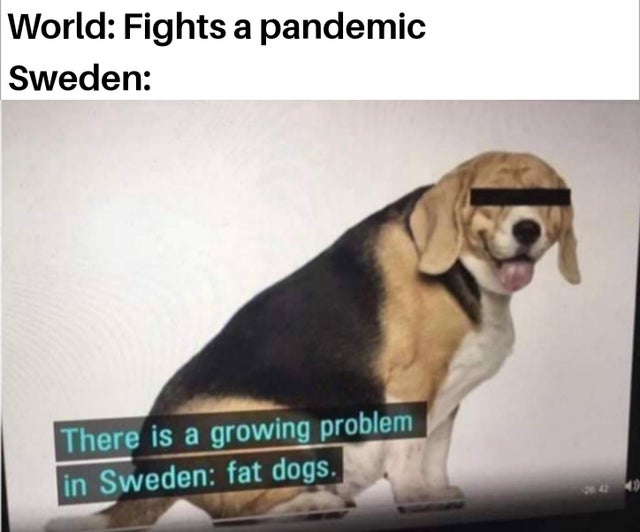 World: Fights a pandemic
Sweden:
There is a growing problem
in Sweden: fat dogs.